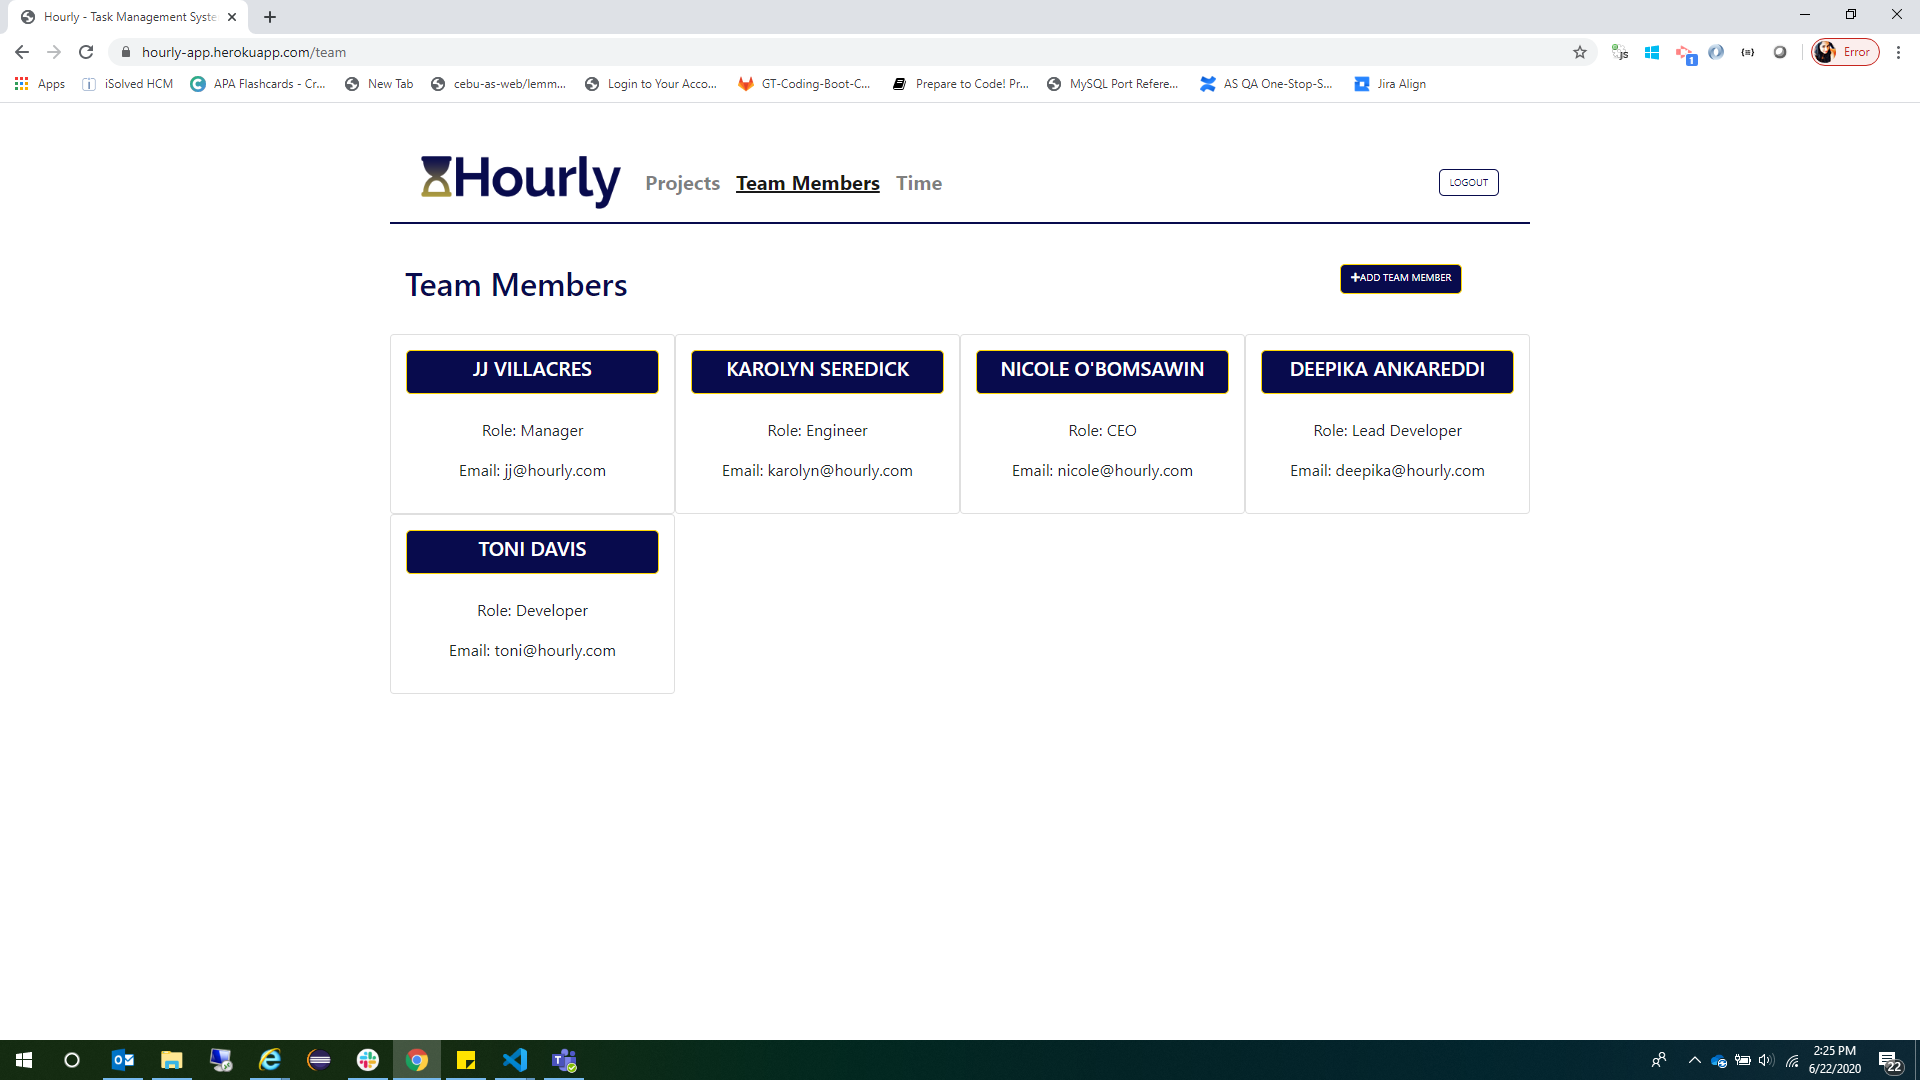 Hourly - Task Management Syste
hourly-app.herokuapp.com/team
js
1
Error
Apps
iSolved HCM
APA Flashcards - Cr...
New Tab
cebu-as-web/lemm...
Login to Your Acco...
GT-Coding-Boot-C...
Prepare to Code! Pr...
MySQL Port Refere...
AS QA One-Stop-S...
Jira Align
Hourly
Projects
Team Members
Time
LOGOUT
Team Members
ADD TEAM MEMBER
JJ VILLACRES
Role: Manager
Email: jj@hourly.com
KAROLYN SEREDICK
Role: Engineer
Email: karolyn@hourly.com
NICOLE O'BOMSAWIN
Role: CEO
Email: nicole@hourly.com
DEEPIKA ANKAREDDI
Role: Lead Developer
Email: deepika@hourly.com
TONI DAVIS
Role: Developer
Email: toni@hourly.com
2:25 PM
6/22/2020
22